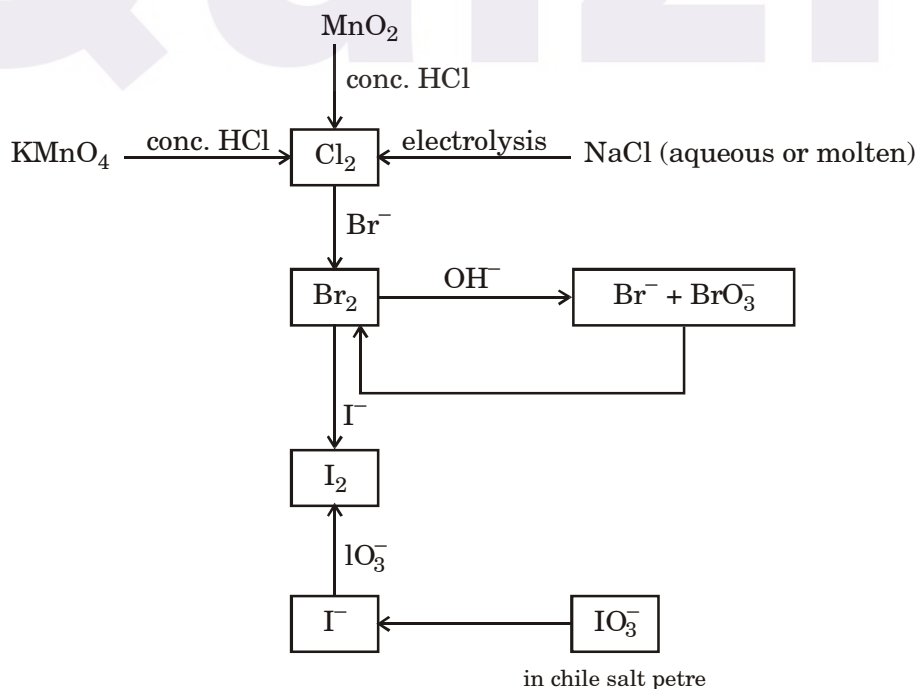 MnO₂
conc. HCl
KMnO₄ conc. HCl Cl₂ electrolysis NaCl (aqueous or molten)
Br⁻
Br₂ OH⁻ Br⁻ + BrO₃⁻
I⁻
I₂
lO₃⁻
I⁻ IO₃⁻
in chile salt petre